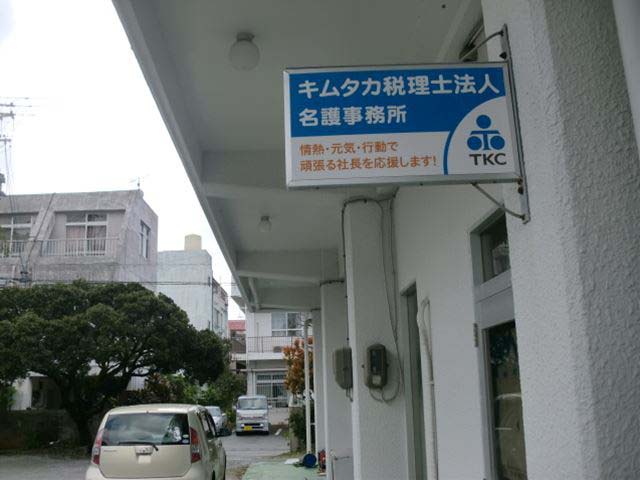 キムタカ税理士法人
名護事務所
情熱・元気・行動で
頑張る社長を応援します!
TKC